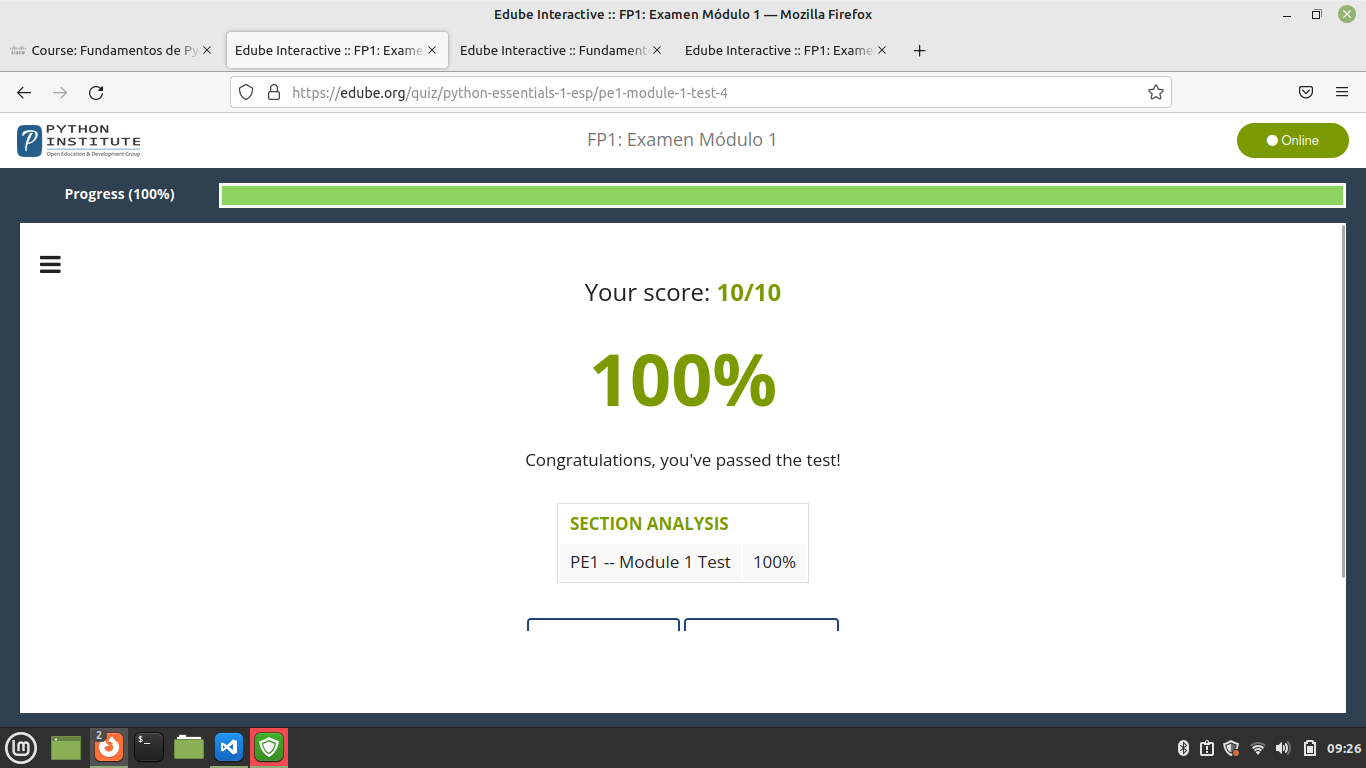 Edube Interactive :: FP1: Examen Módulo 1 — Mozilla Firefox
Course: Fundamentos de Py
Edube Interactive :: FP1: Exame
Edube Interactive :: Fundament
Edube Interactive :: FP1: Exame
https://edube.org/quiz/python-essentials-1-esp/pe1-module-1-test-4
PYTHON
INSTITUTE
Open Education & Development Group
FP1: Examen Módulo 1
Online
Progress (100%)
Your score: 10/10
100%
Congratulations, you've passed the test!
SECTION ANALYSIS
PE1 -- Module 1 Test 100%
2
$_
09:26